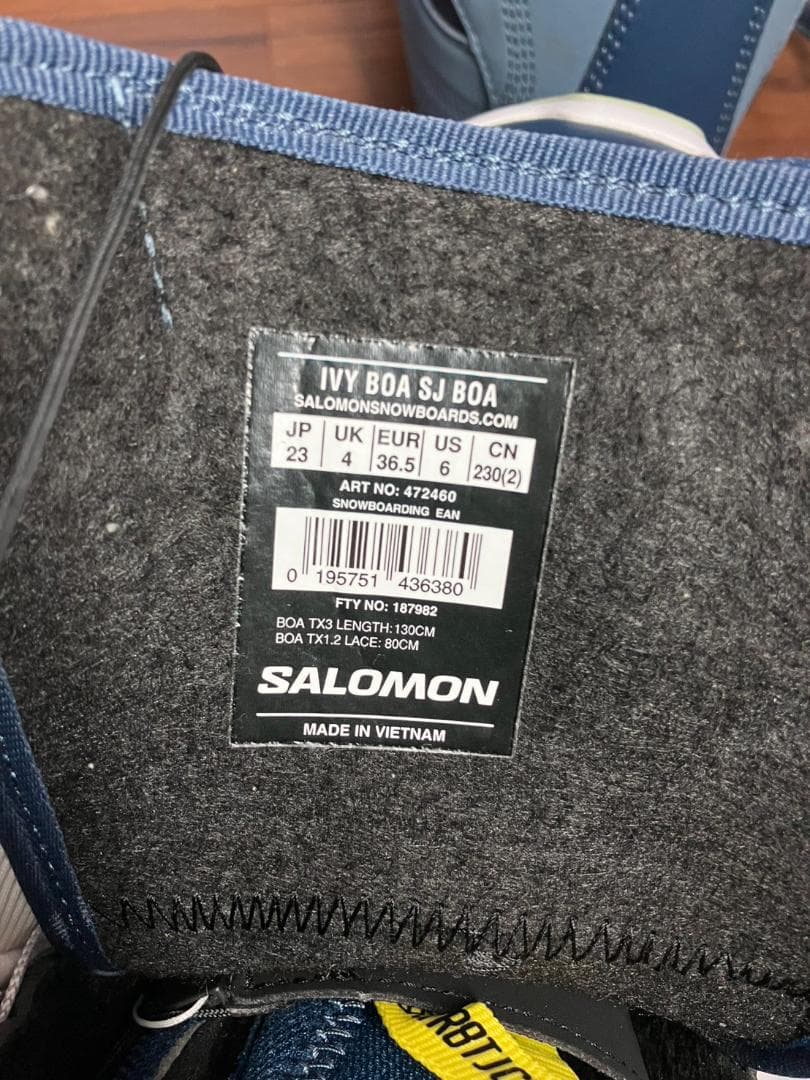 IVY BOA SJ BOA
SALOMONSNOWBOARDS.COM
JP UK EUR US CN
23 4 36.5 6 230(2)
ART NO: 472460
SNOWBOARDING EAN
0 195751 436380
FTY NO: 187982
BOA TX3 LENGTH:130CM
BOA TX1.2 LACE: 80CM
SALOMON
MADE IN VIETNAM